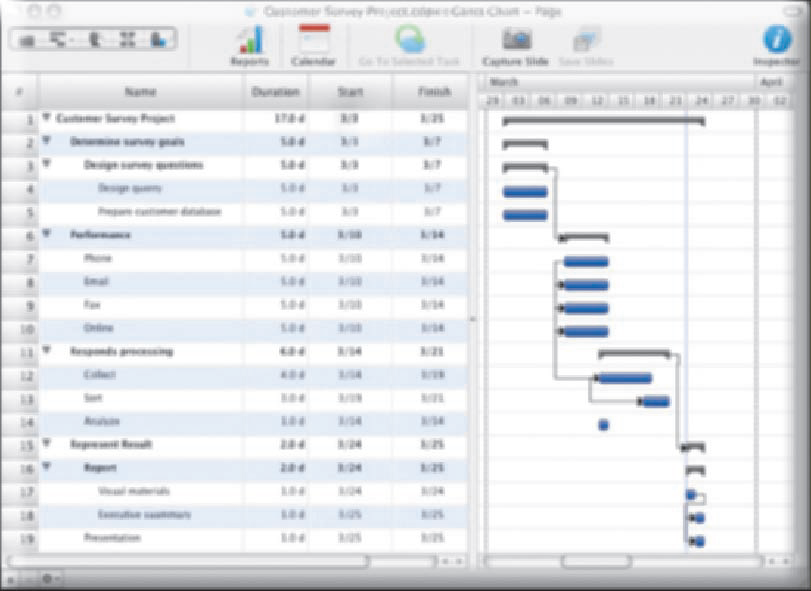 Customer Survey Project Gantt Chart – Page
Reports Calendar Go To Selected Task Capture Slide Save Slides Inspector
March April
# Name Duration Start Finish 29 03 06 09 12 15 18 21 24 27 30 02
1 Customer Survey Project 17.0 d 3/3 3/25
2 Determine survey goals 5.0 d 3/3 3/7
3 Design survey questions 5.0 d 3/3 3/7
4 Design query 5.0 d 3/3 3/7
5 Prepare customer database 5.0 d 3/3 3/7
6 Performance 5.0 d 3/10 3/14
7 Phone 5.0 d 3/10 3/14
8 Email 5.0 d 3/10 3/14
9 Fax 5.0 d 3/10 3/14
10 Online 5.0 d 3/10 3/14
11 Responds processing 6.0 d 3/14 3/21
12 Collect 4.0 d 3/14 3/19
13 Sort 3/19 3/21
14 Analyze 1.0 d 3/14 3/14
15 Represent Result 2.0 d 3/24 3/25
16 Report 2.0 d 3/24 3/25
17 Visual materials 1.0 d 3/24 3/24
18 Executive summary 1.0 d 3/25 3/25
19 Presentation 1.0 d 3/25 3/25